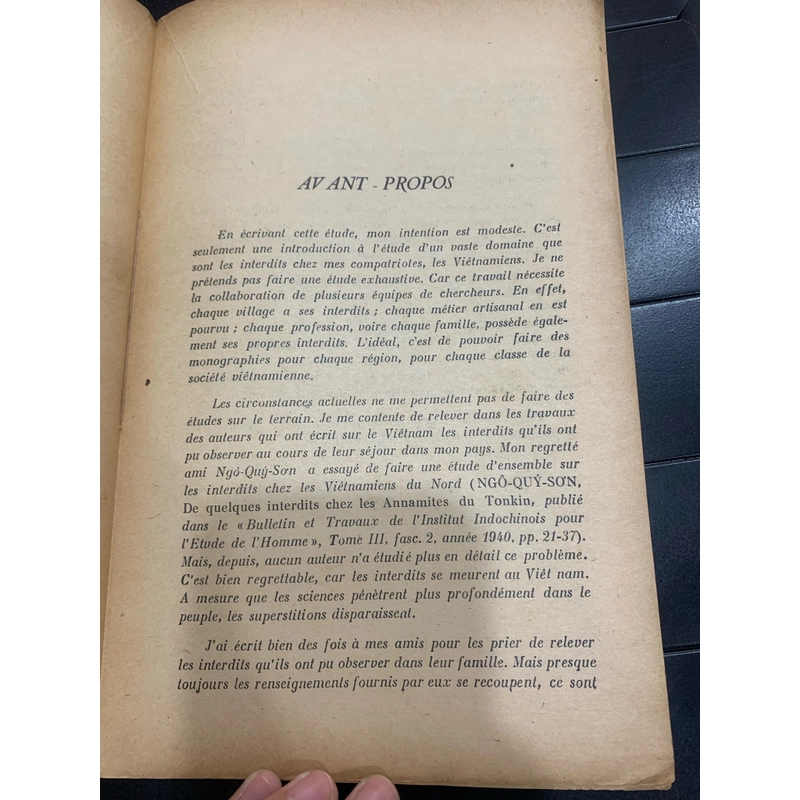 AVANT - PROPOS
En écrivant cette étude, mon intention est modeste. C'est
seulement une introduction à l'étude d'un vaste domaine que
sont les interdits chez mes compatriotes, les Viêtnamiens. Je ne
prétends pas faire une étude exhaustive. Car ce travail nécessite
la collaboration de plusieurs équipes de chercheurs. En effet,
chaque village a ses interdits ; chaque métier artisanal en est
pourvu ; chaque profession, voire chaque famille, possède égale-
ment ses propres interdits. L'idéal, c'est de pouvoir faire des
monographies pour chaque région, pour chaque classe de la
société viêtnamienne.
Les circonstances actuelles ne me permettent pas de faire des
études sur le terrain. Je me contente de relever dans les travaux
des auteurs qui ont écrit sur le Viêtnam les interdits qu'ils ont
pu observer au cours de leur séjour dans mon pays. Mon regretté
ami Ngô-Quý-Sơn a essayé de faire une étude d'ensemble sur
les interdits chez les Viêtnamiens du Nord (NGÔ-QUÝ-SƠN,
De quelques interdits chez les Annamites du Tonkin, publié
dans le « Bulletin et Travaux de l'Institut Indochinois pour
l'Etude de l'Homme », Tome III, fasc. 2, année 1940, pp. 21-37).
Mais, depuis, aucun auteur n'a étudié plus en détail ce problème.
C'est bien regrettable, car les interdits se meurent au Viêt nam.
A mesure que les sciences pénètrent plus profondément dans le
peuple, les superstitions disparaissent.
J'ai écrit bien des fois à mes amis pour les prier de relever
les interdits qu'ils ont pu observer dans leur famille. Mais presque
toujours les renseignements fournis par eux se recoupent, ce sont